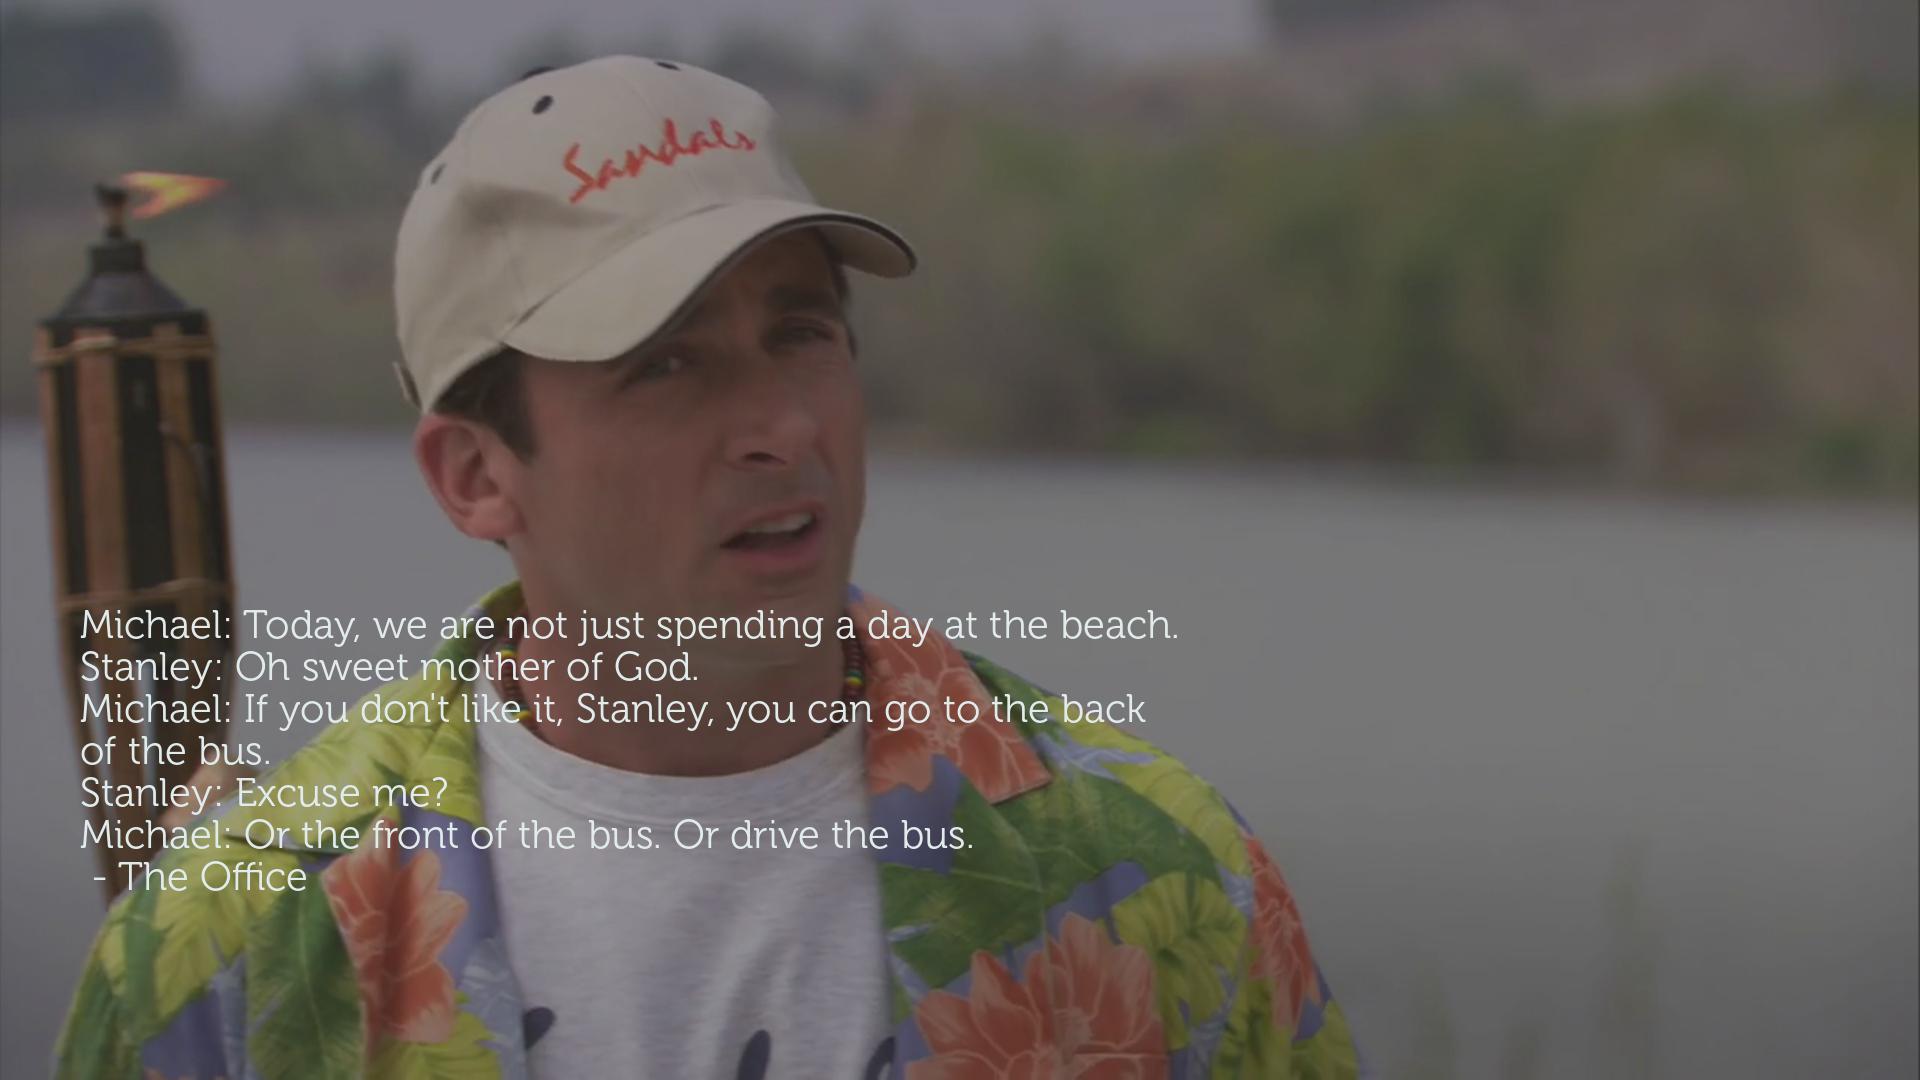 Sandals
Michael: Today, we are not just spending a day at the beach.
Stanley: Oh sweet mother of God.
Michael: If you don't like it, Stanley, you can go to the back
of the bus.
Stanley: Excuse me?
Michael: Or the front of the bus. Or drive the bus.
- The Office